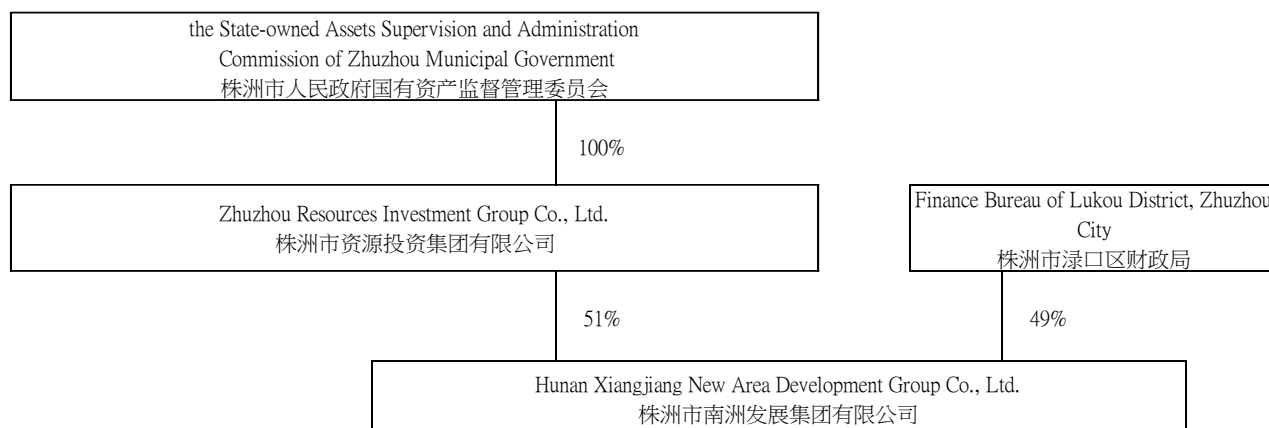 the State-owned Assets Supervision and Administration
Commission of Zhuzhou Municipal Government
株洲市人民政府国有资产监督管理委员会
100%
Zhuzhou Resources Investment Group Co., Ltd.
株洲市资源投资集团有限公司
Finance Bureau of Lukou District, Zhuzhou
City
株洲市渌口区财政局
51%
49%
Hunan Xiangjiang New Area Development Group Co., Ltd.
株洲市南洲发展集团有限公司